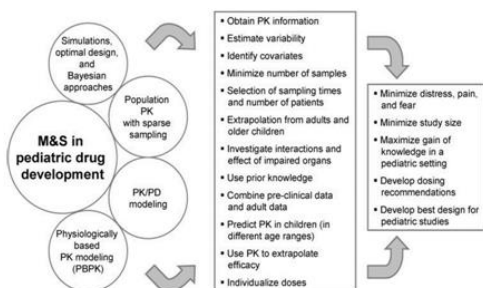 Simulations,
optimal design,
and
Bayesian
approaches
Population
PK
with sparse
sampling
M&S in
pediatric drug
development
PK/PD
modeling
Physiologically
based
PK modeling
(PBPK)
▪ Obtain PK information
▪ Estimate variability
▪ Identify covariates
▪ Minimize number of samples
▪ Selection of sampling times
and number of patients
▪ Extrapolation from adults and
older children
▪ Investigate interactions and
effect of impaired organs
▪ Use prior knowledge
▪ Combine pre-clinical data
and adult data
▪ Predict PK in children (in
different age ranges)
▪ Use PK to extrapolate
efficacy
▪ Individualize doses
▪ Minimize distress, pain,
and fear
▪ Minimize study size
▪ Maximize gain of
knowledge in a
pediatric setting
▪ Develop dosing
recommendations
▪ Develop best design for
pediatric studies